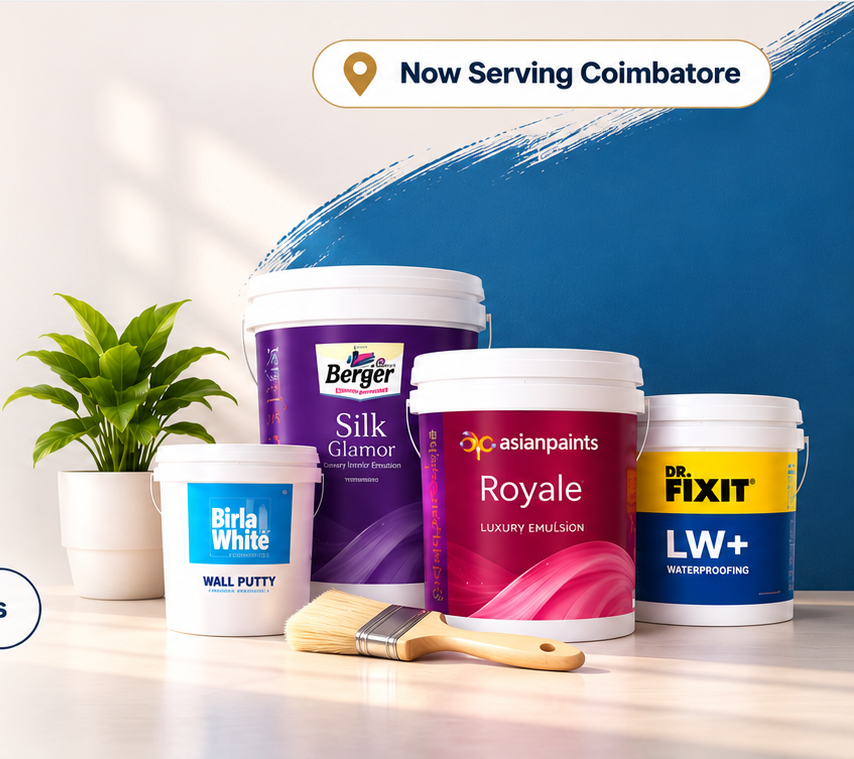 Now Serving Coimbatore
Berger
Silk
Glamor
asianpaints
Royale
LUXURY EMULSION
DR.
FIXIT®
LW+
WATERPROOFING
Birla
White
WALL PUTTY
s